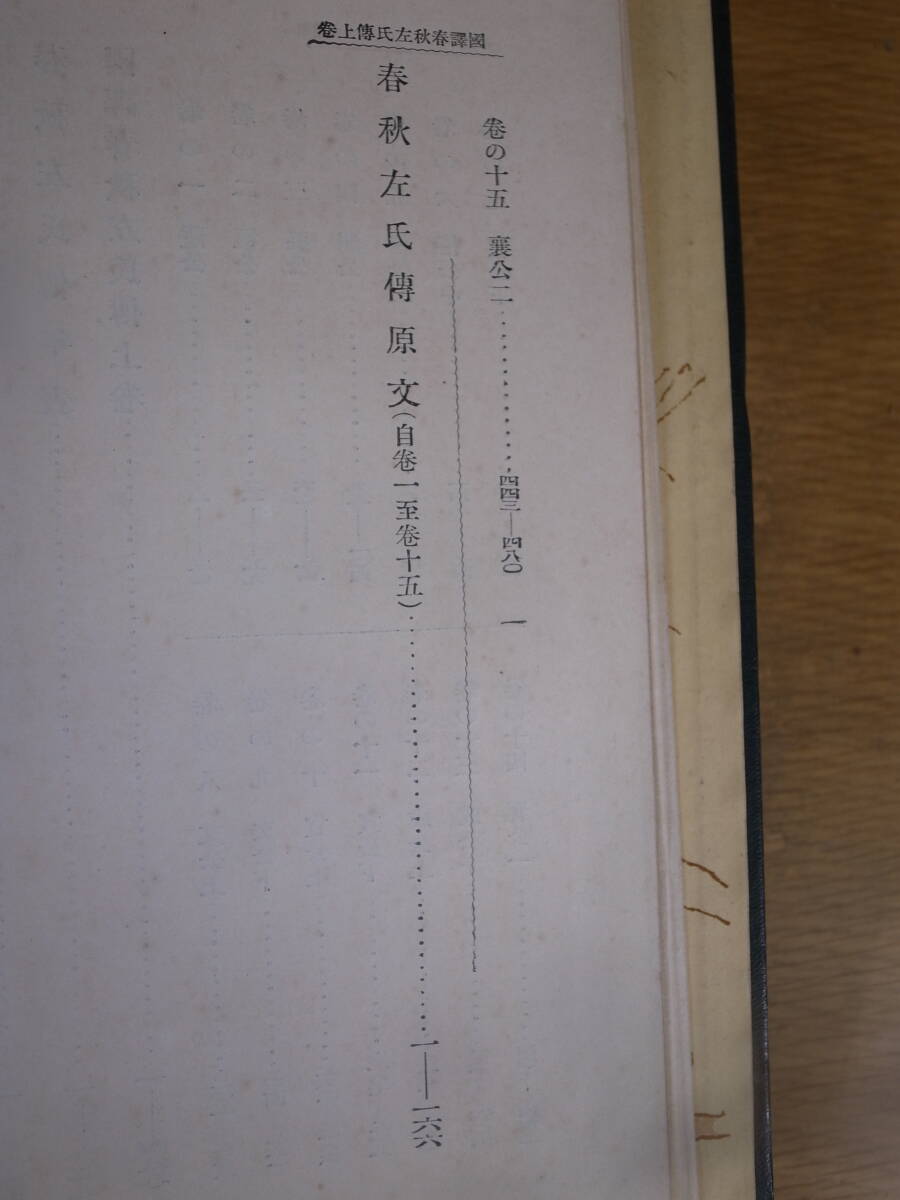 國譯春秋左氏傳上卷
卷の十五 襄公二……………四四三—四八〇 一
春秋左氏傳原文(自卷一至卷十五)……………………………一——一六六